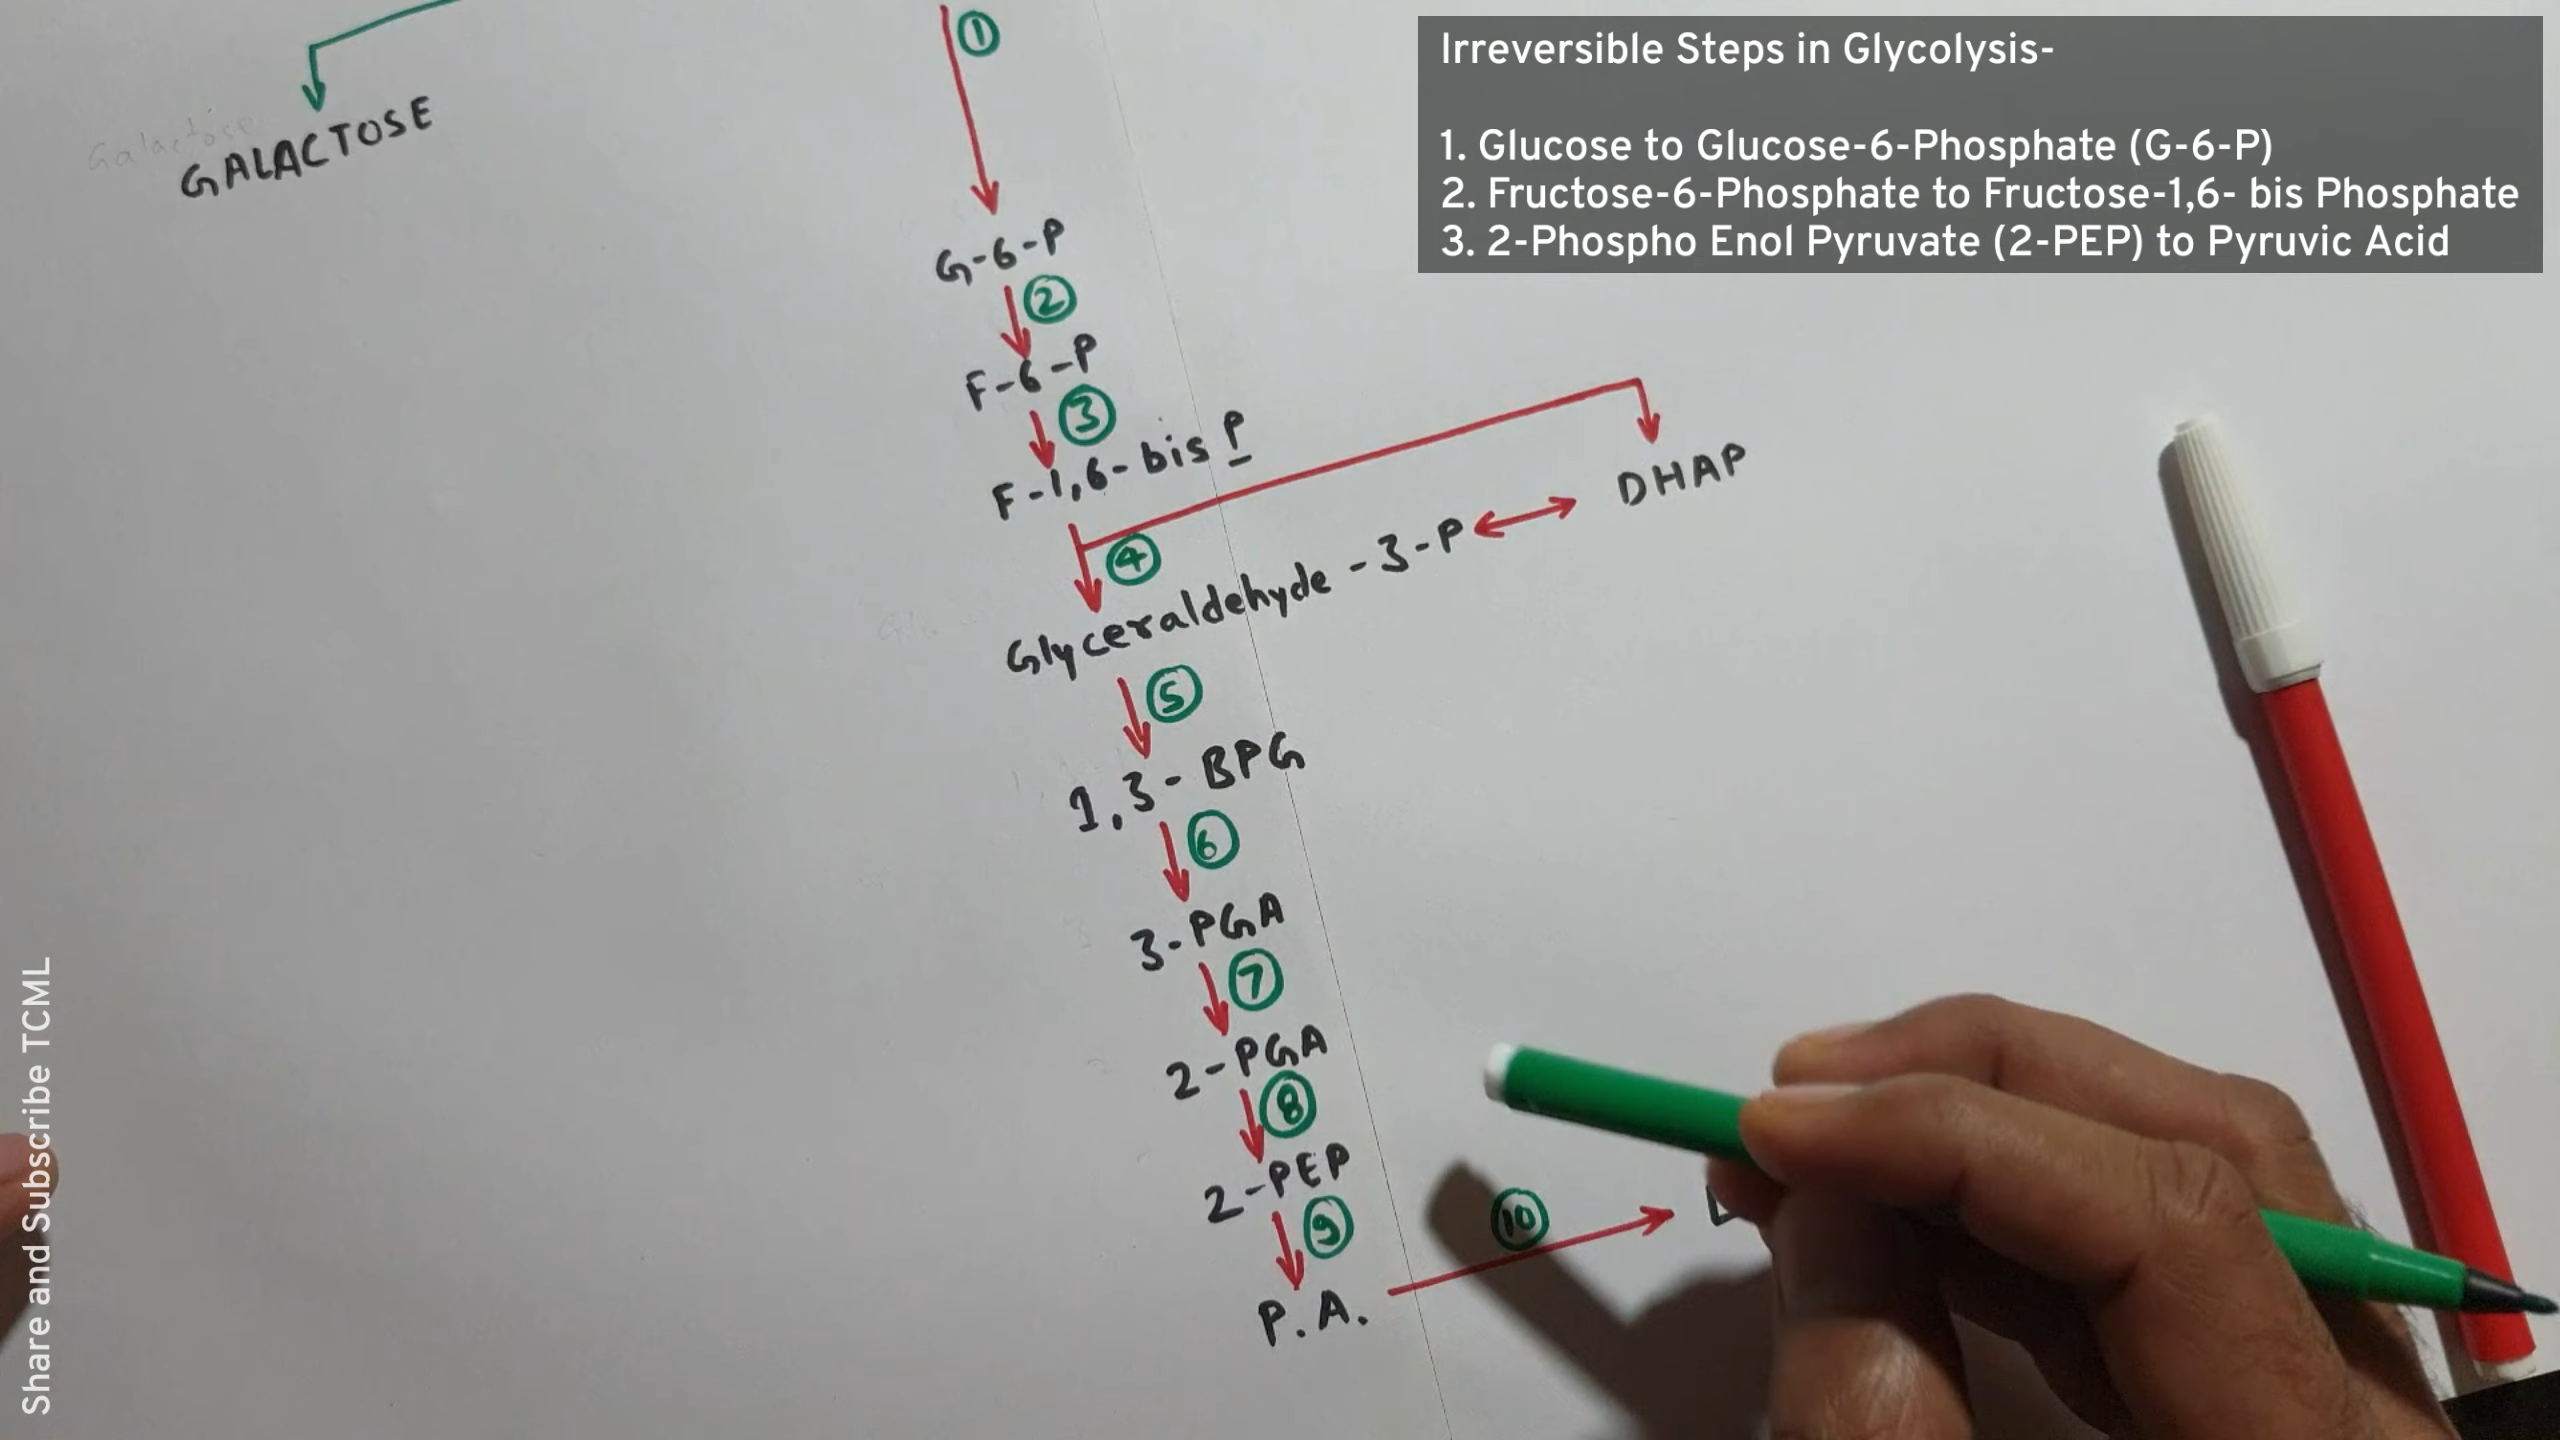 Irreversible Steps in Glycolysis-
1. Glucose to Glucose-6-Phosphate (G-6-P)
2. Fructose-6-Phosphate to Fructose-1,6- bis Phosphate
3. 2-Phospho Enol Pyruvate (2-PEP) to Pyruvic Acid
1
Galactose
GALACTOSE
G-6-P
2
F-6-P
3
F-1,6-bis P
DHAP
4
Glyceraldehyde-3-P
5
1,3-BPG
6
3-PGA
7
2-PGA
8
2-PEP
9
10
P.A.
Share and Subscribe TCML